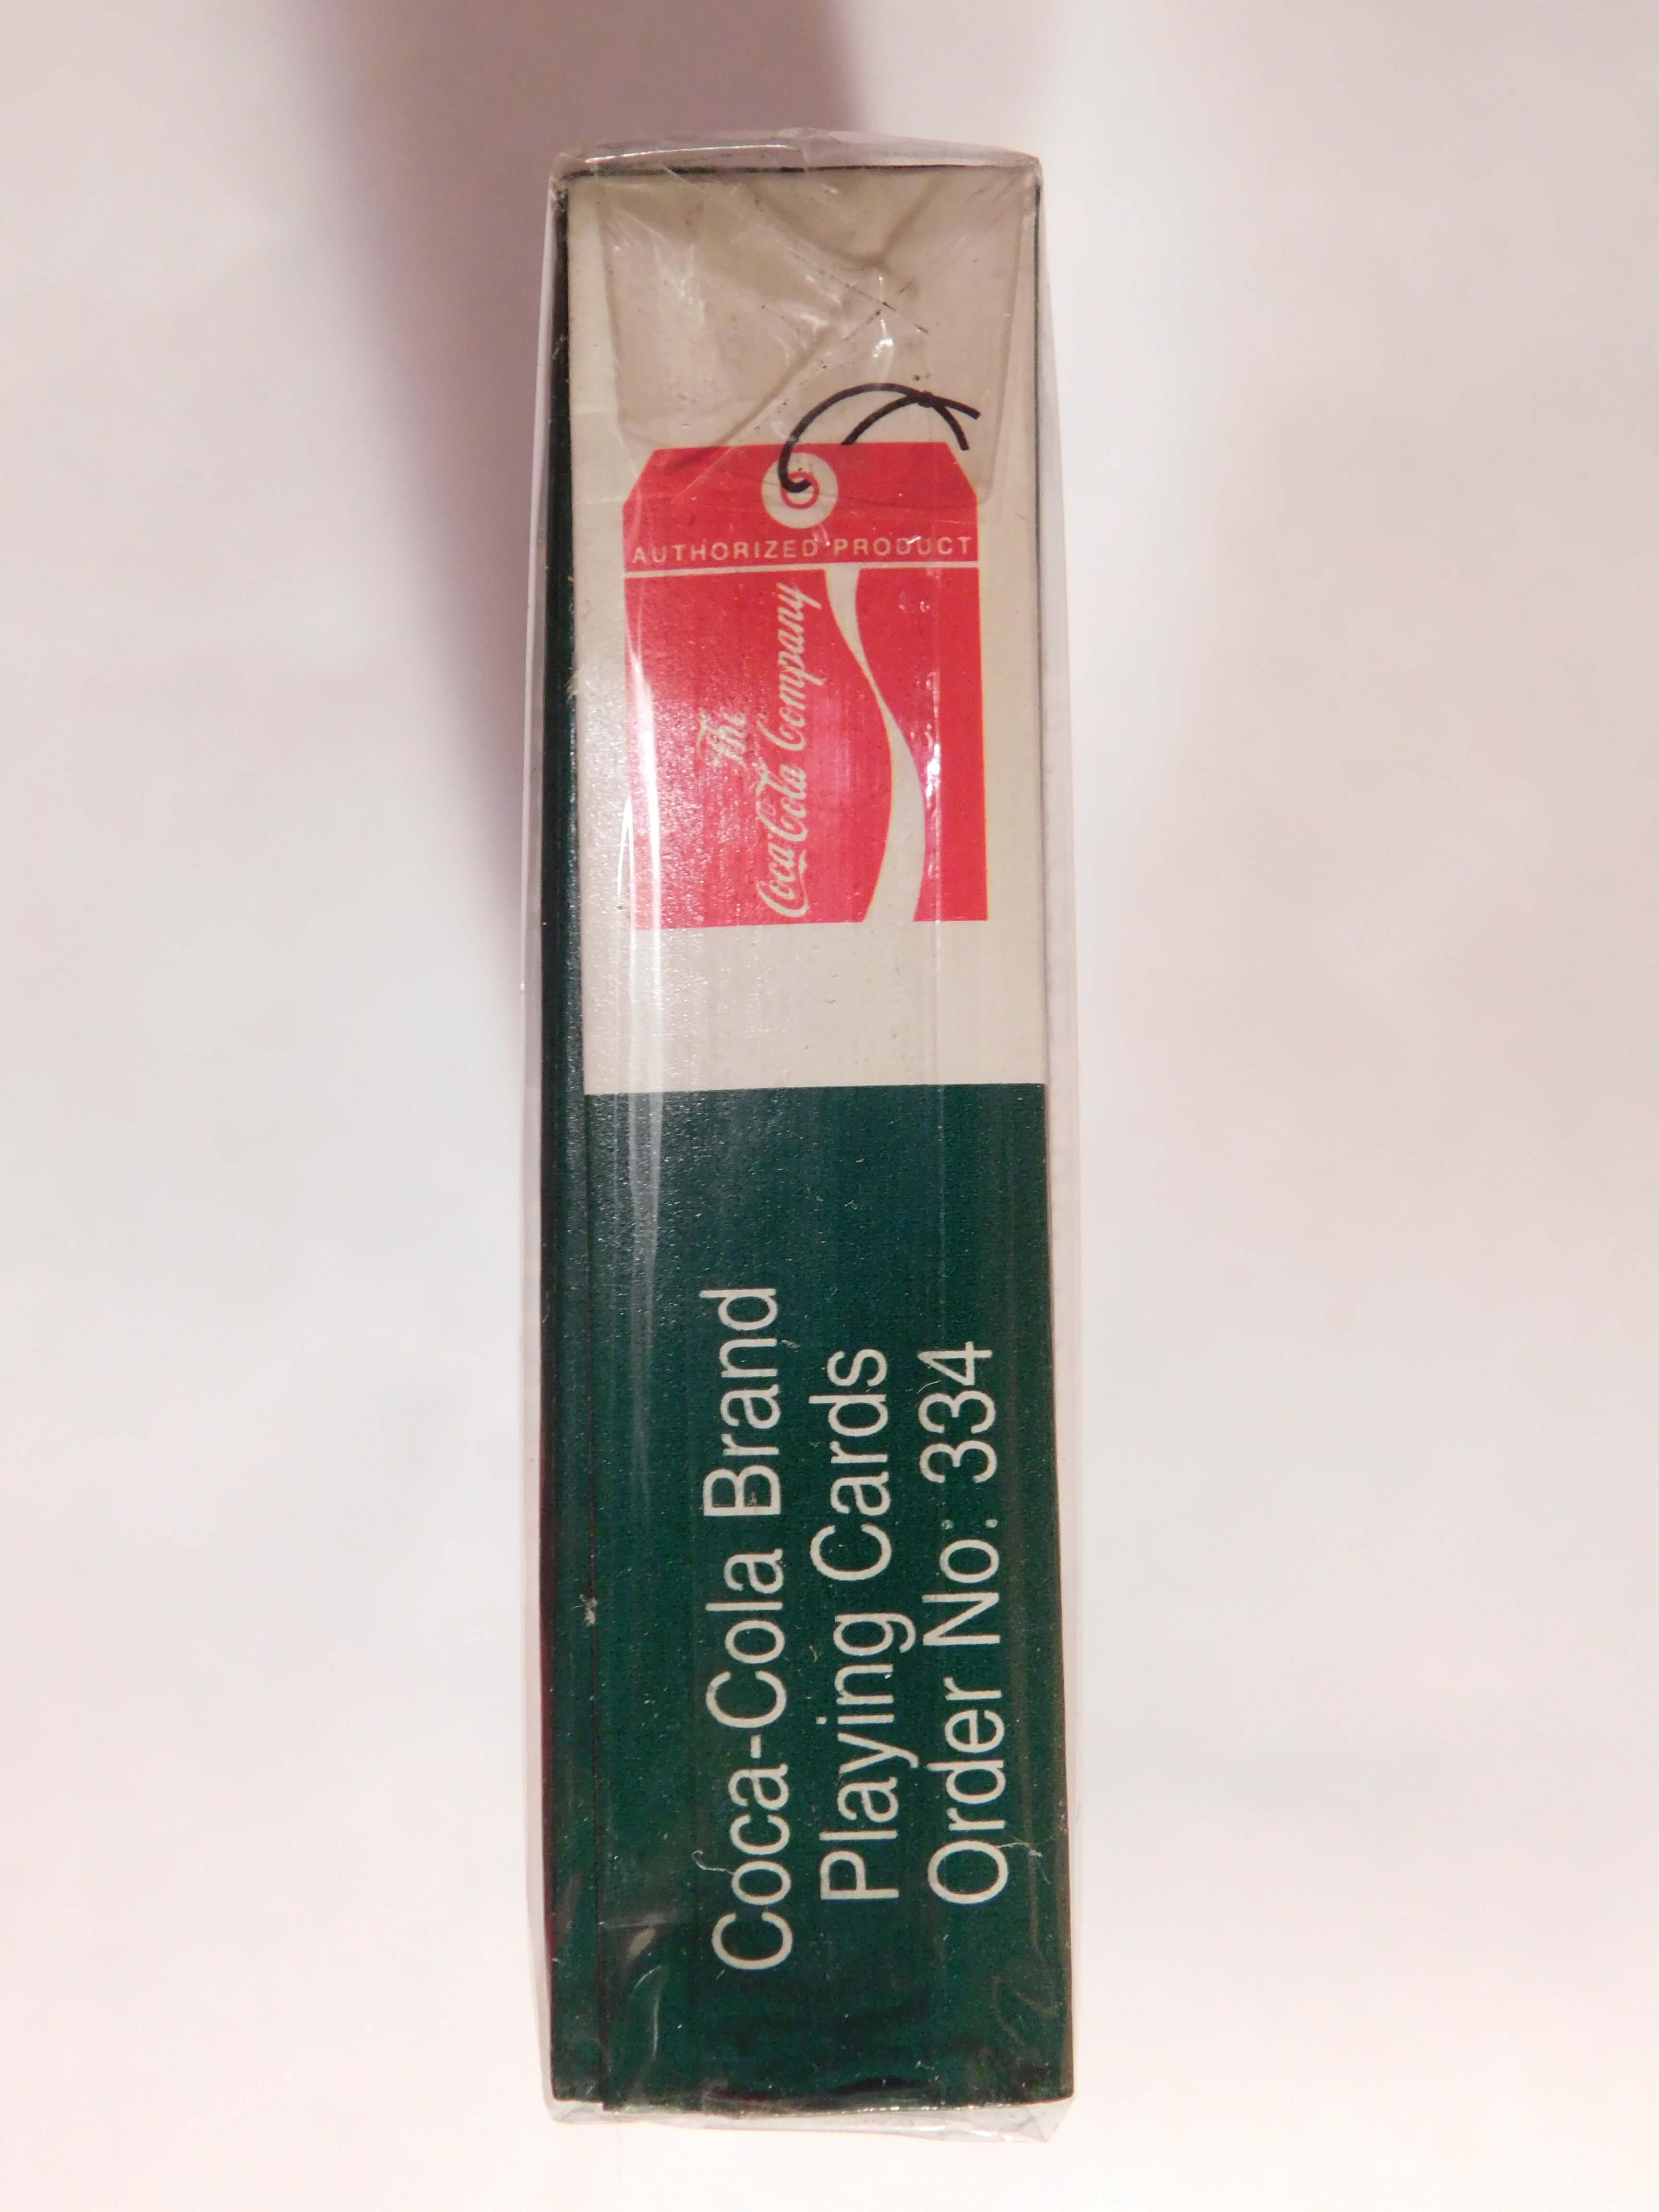 AUTHORIZED PRODUCT
The
Coca-Cola Company
Coca-Cola Brand
Playing Cards
Order No: 334